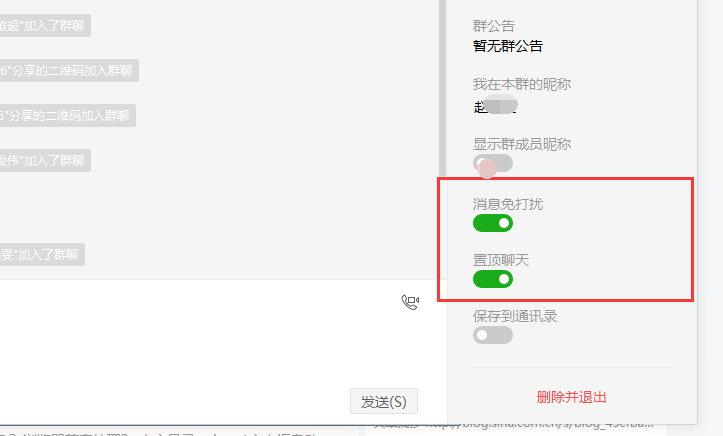 敏超"加入了群聊
6"分享的二维码加入群聊
5"分享的二维码加入群聊
俊伟"加入了群聊
雯"加入了群聊
发送(S)
群公告
暂无群公告
我在本群的昵称
赵
显示群成员昵称
消息免打扰
置顶聊天
保存到通讯录
删除并退出